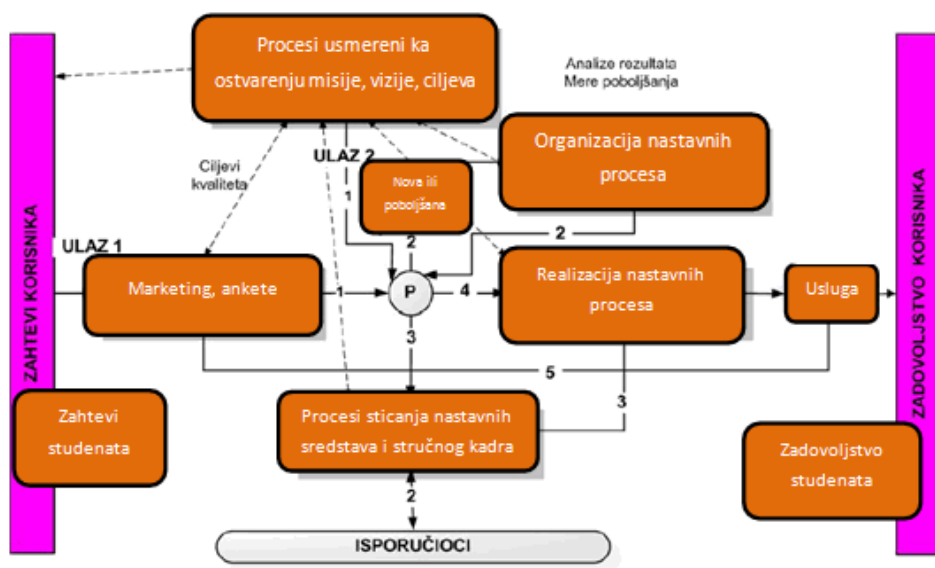 Procesi usmereni ka
ostvarenju misije, vizije, ciljeva
Analize rezultata
Mere poboljšanja
Organizacija nastavnih
procesa
ULAZ 2
Ciljevi
kvaliteta
1
Nova ili
poboljšana
2
2
ULAZ 1
Marketing, ankete
1
P
4
Realizacija nastavnih
procesa
Usluga
ZAHTEVI KORISNIKA
ZADOVOLJSTVO KORISNIKA
3
5
3
Zahtevi
studenata
Procesi sticanja nastavnih
sredstava i stručnog kadra
Zadovoljstvo
studenata
2
ISPORUČIOCI